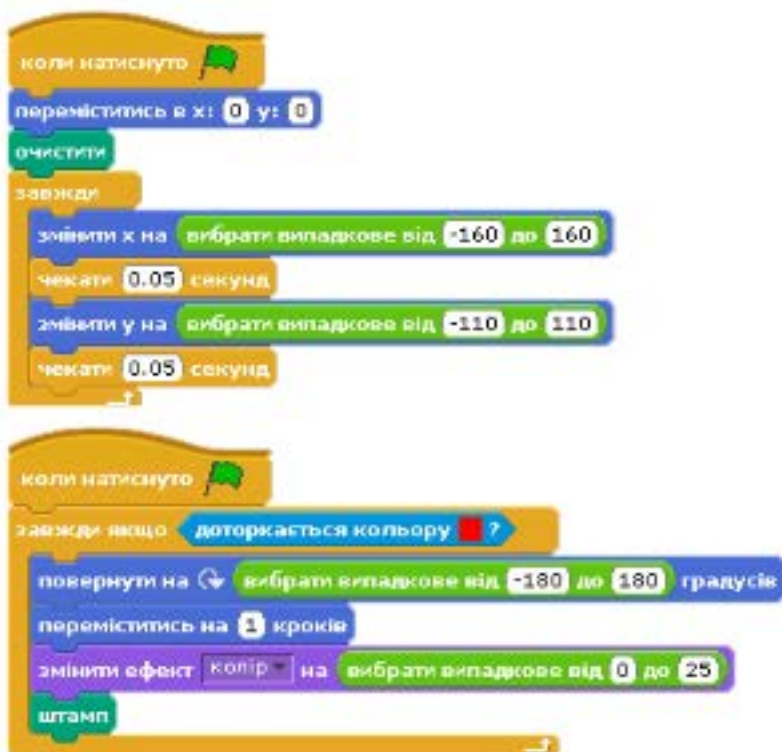 коли натиснуто
переміститись в x: 0 y: 0
очистити
завжди
змінити x на вибрати випадкове від -160 до 160
чекати 0.05 секунд
змінити y на вибрати випадкове від -110 до 110
чекати 0.05 секунд
коли натиснуто
завжди якщо доторкається кольору ?
повернути на вибрати випадкове від -180 до 180 градусів
переміститись на 1 кроків
змінити ефект колір на вибрати випадкове від 0 до 25
штамп